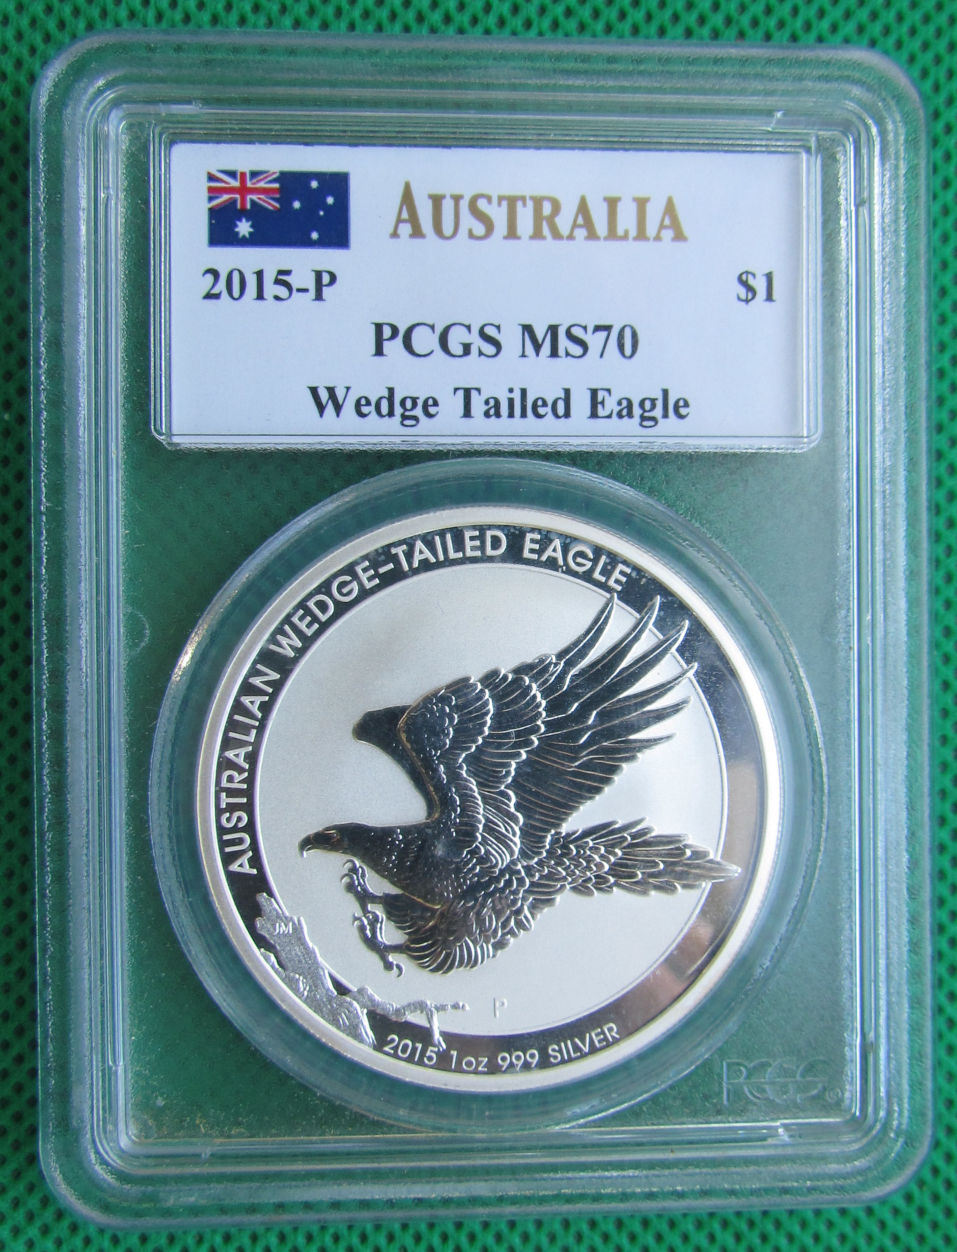 AUSTRALIA
2015-P $1
PCGS MS70
Wedge Tailed Eagle
AUSTRALIAN WEDGE-TAILED EAGLE
JM
P
2015 1oz 999 SILVER
PCGS